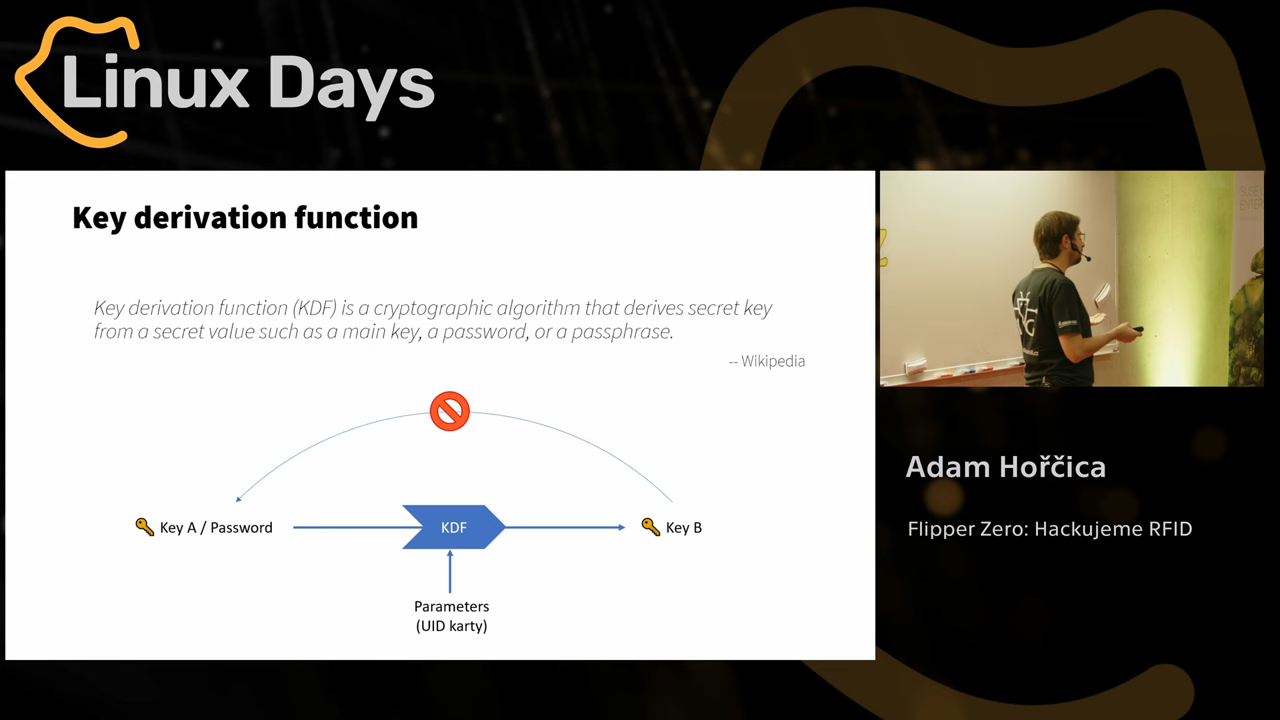 Linux Days
Key derivation function
Key derivation function (KDF) is a cryptographic algorithm that derives secret key
from a secret value such as a main key, a password, or a passphrase.
-- Wikipedia
Key A / Password
KDF
Key B
Parameters
(UID karty)
Adam Hořčica
Flipper Zero: Hackujeme RFID